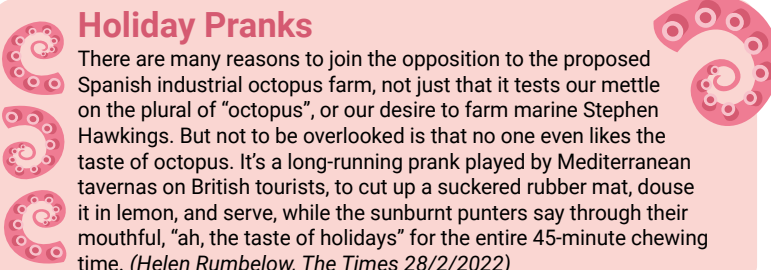 Holiday Pranks
There are many reasons to join the opposition to the proposed
Spanish industrial octopus farm, not just that it tests our mettle
on the plural of “octopus”, or our desire to farm marine Stephen
Hawkings. But not to be overlooked is that no one even likes the
taste of octopus. It’s a long-running prank played by Mediterranean
tavernas on British tourists, to cut up a suckered rubber mat, douse
it in lemon, and serve, while the sunburnt punters say through their
mouthful, “ah, the taste of holidays” for the entire 45-minute chewing
time. (Helen Rumbelow, The Times 28/2/2022)